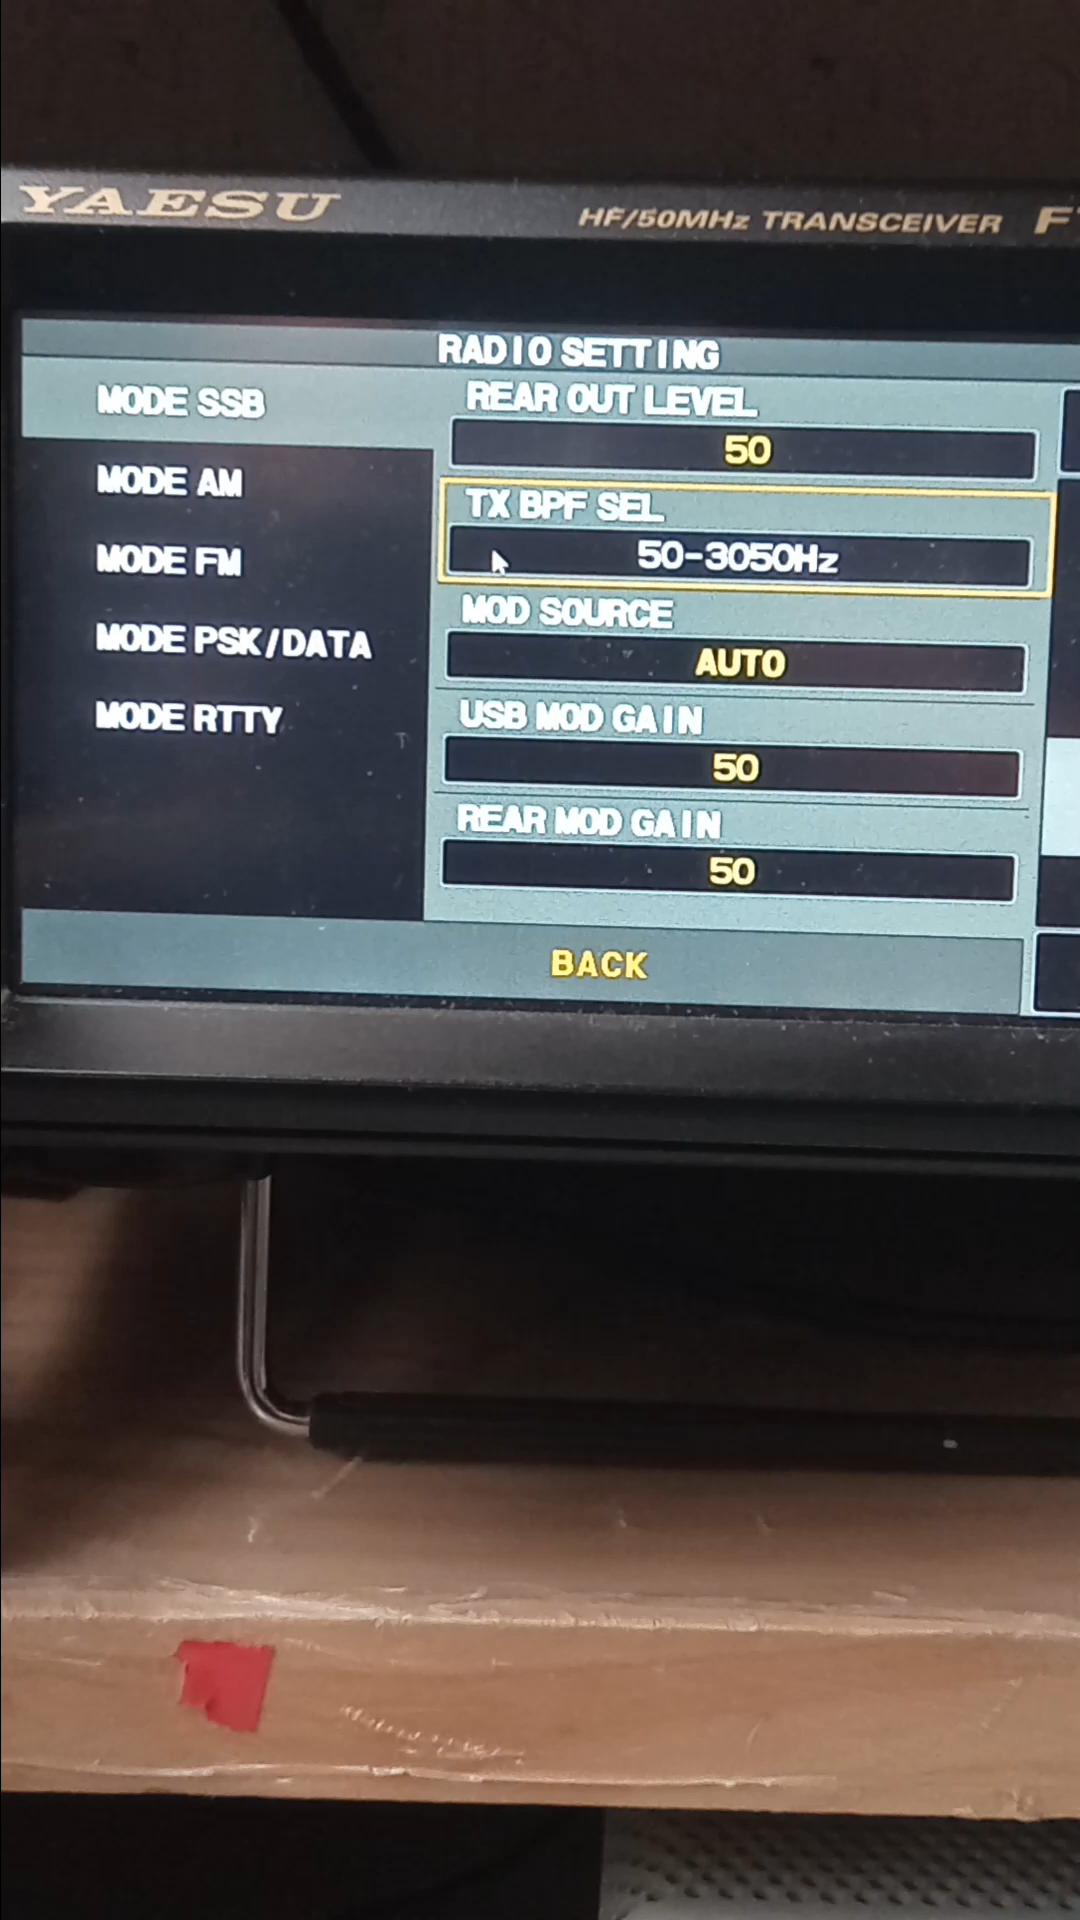 YAESU
HF/50MHz TRANSCEIVER
RADIO SETTING
MODE SSB
MODE AM
MODE FM
MODE PSK/DATA
MODE RTTY
REAR OUT LEVEL
50
TX BPF SEL
50-3050Hz
MOD SOURCE
AUTO
USB MOD GAIN
50
REAR MOD GAIN
50
BACK